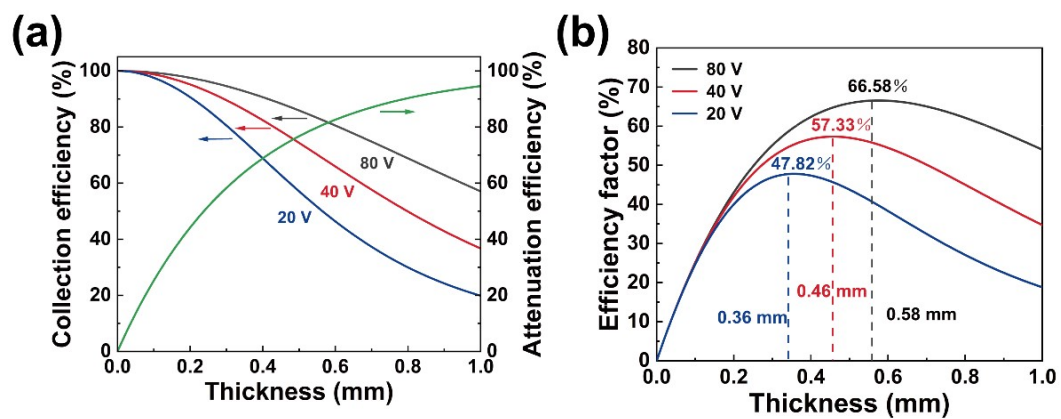 (a)
Collection efficiency (%)
100
80
60
40
20
0
0.0 0.2 0.4 0.6 0.8 1.0
Thickness (mm)
80 V
40 V
20 V
100
80
60
40
20
0
Attenuation efficiency (%)
(b)
Efficiency factor (%)
80
70
60
50
40
30
20
10
0
0.0 0.2 0.4 0.6 0.8 1.0
Thickness (mm)
80 V
40 V
20 V
66.58%
57.33%
47.82%
0.36 mm
0.46 mm
0.58 mm